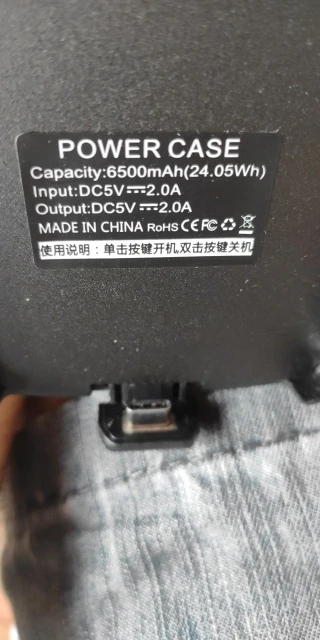 POWER CASE
Capacity:6500mAh(24.05Wh)
Input:DC5V⎓2.0A
Output:DC5V⎓2.0A
MADE IN CHINA RoHS CE FC
使用说明：单击按键开机,双击按键关机